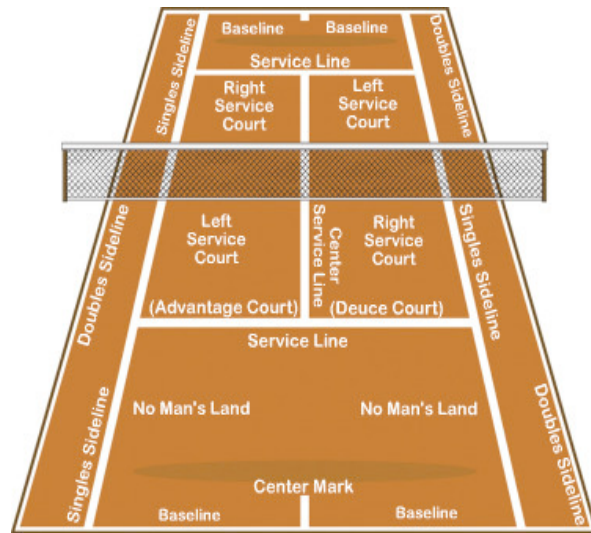 Baseline Baseline
Service Line
Singles Sideline
Doubles Sideline
Right
Service
Court
Left
Service
Court
Left
Service
Court
Center
Service Line
Right
Service
Court
Doubles Sideline
Singles Sideline
(Advantage Court) (Deuce Court)
Service Line
No Man's Land No Man's Land
Singles Sideline
Doubles Sideline
Center Mark
Baseline Baseline